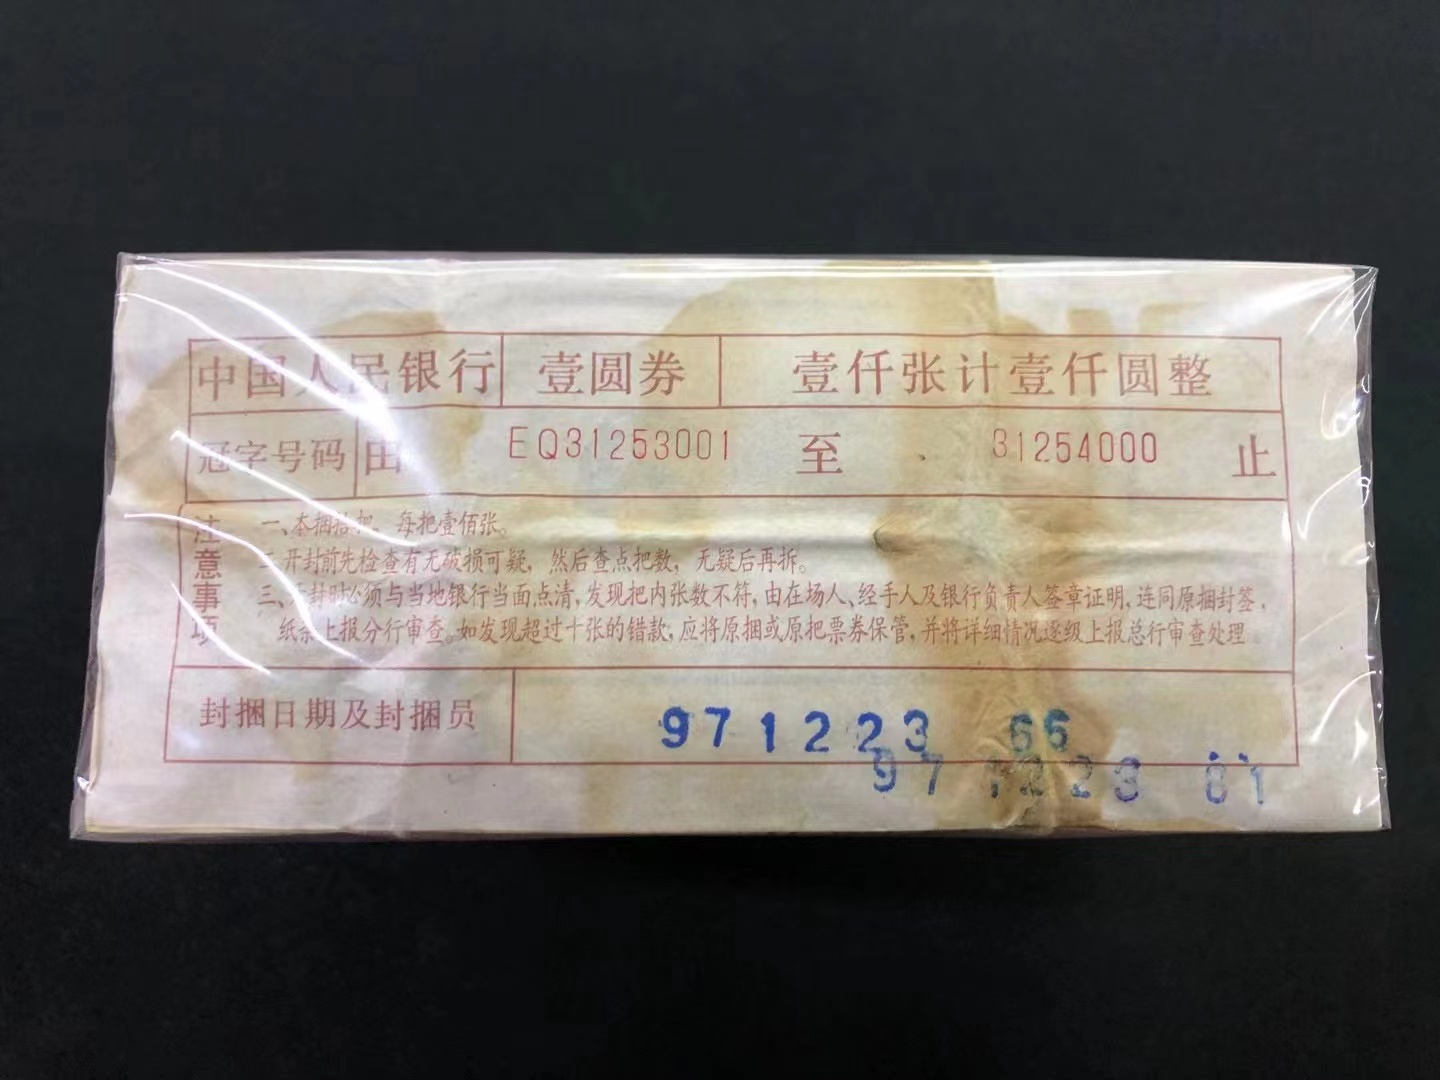 中国人民银行 壹圆券 壹仟张计壹仟圆整
冠字号码 由 EQ31253001 至 31254000 止
注意事项
一、本捆拾把，每把壹佰张。
二、开封前先检查有无破损可疑，然后查点把数，无疑后再拆。
三、开封时必须与当地银行当面点清，发现把内张数不符，由在场人、经手人及银行负责人签章证明，连同原捆封签，
纸条上报分行审查。如发现超过十张的错款，应将原捆或原把票券保管，并将详细情况逐级上报总行审查处理
封捆日期及封捆员 971223 66
971223 81